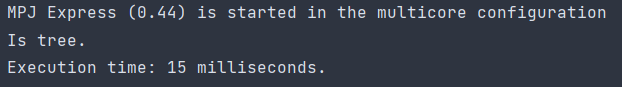 MPJ Express (0.44) is started in the multicore configuration
Is tree.
Execution time: 15 milliseconds.